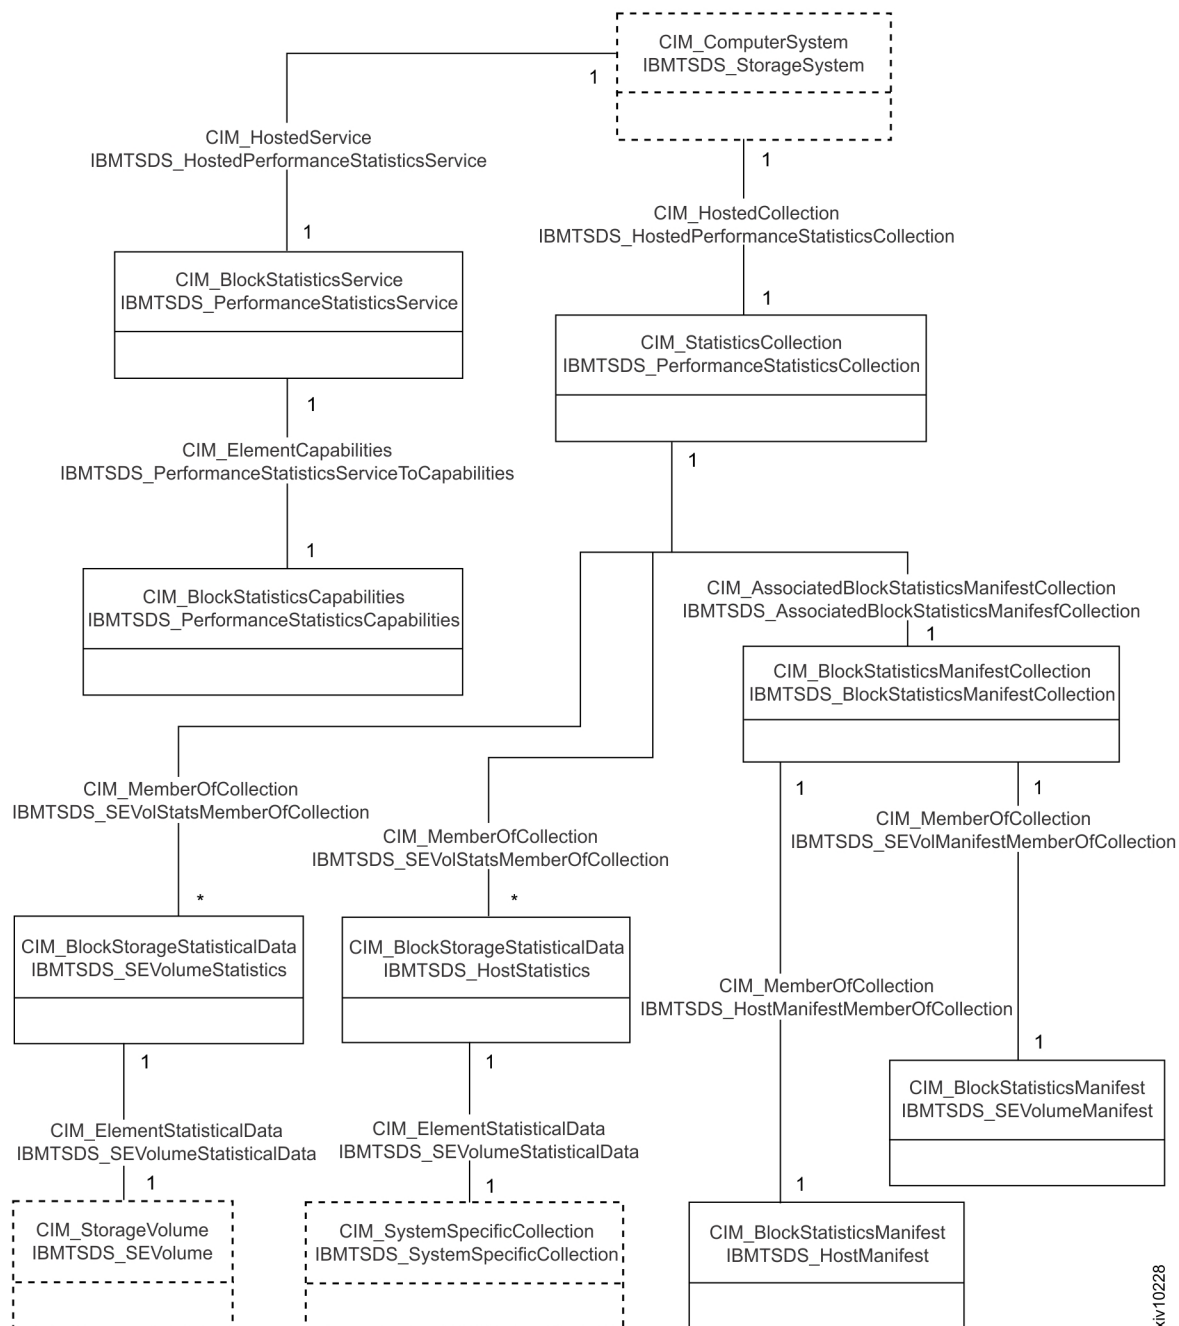 CIM_ComputerSystem
IBMTSDS_StorageSystem
1
CIM_HostedService
IBMTSDS_HostedPerformanceStatisticsService
1
1
CIM_HostedCollection
IBMTSDS_HostedPerformanceStatisticsCollection
1
CIM_BlockStatisticsService
IBMTSDS_PerformanceStatisticsService
CIM_StatisticsCollection
IBMTSDS_PerformanceStatisticsCollection
1
CIM_ElementCapabilities
IBMTSDS_PerformanceStatisticsServiceToCapabilities
1
1
CIM_BlockStatisticsCapabilities
IBMTSDS_PerformanceStatisticsCapabilities
CIM_AssociatedBlockStatisticsManifestCollection
IBMTSDS_AssociatedBlockStatisticsManifesfCollection
1
CIM_BlockStatisticsManifestCollection
IBMTSDS_BlockStatisticsManifestCollection
CIM_MemberOfCollection
IBMTSDS_SEVolStatsMemberOfCollection
*
CIM_MemberOfCollection
IBMTSDS_SEVolStatsMemberOfCollection
*
1
1
CIM_MemberOfCollection
IBMTSDS_SEVolManifestMemberOfCollection
CIM_BlockStorageStatisticalData
IBMTSDS_SEVolumeStatistics
CIM_BlockStorageStatisticalData
IBMTSDS_HostStatistics
CIM_MemberOfCollection
IBMTSDS_HostManifestMemberOfCollection
1
1
1
CIM_BlockStatisticsManifest
IBMTSDS_SEVolumeManifest
CIM_ElementStatisticalData
IBMTSDS_SEVolumeStatisticalData
1
CIM_ElementStatisticalData
IBMTSDS_SEVolumeStatisticalData
1
1
CIM_StorageVolume
IBMTSDS_SEVolume
CIM_SystemSpecificCollection
IBMTSDS_SystemSpecificCollection
CIM_BlockStatisticsManifest
IBMTSDS_HostManifest
xiv10228